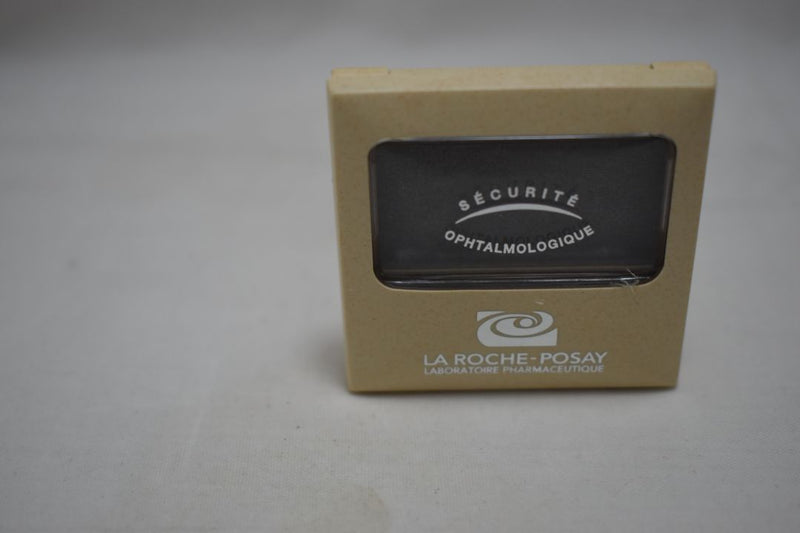 SÉCURITÉ
OPHTALMOLOGIQUE
LA ROCHE-POSAY
LABORATOIRE PHARMACEUTIQUE